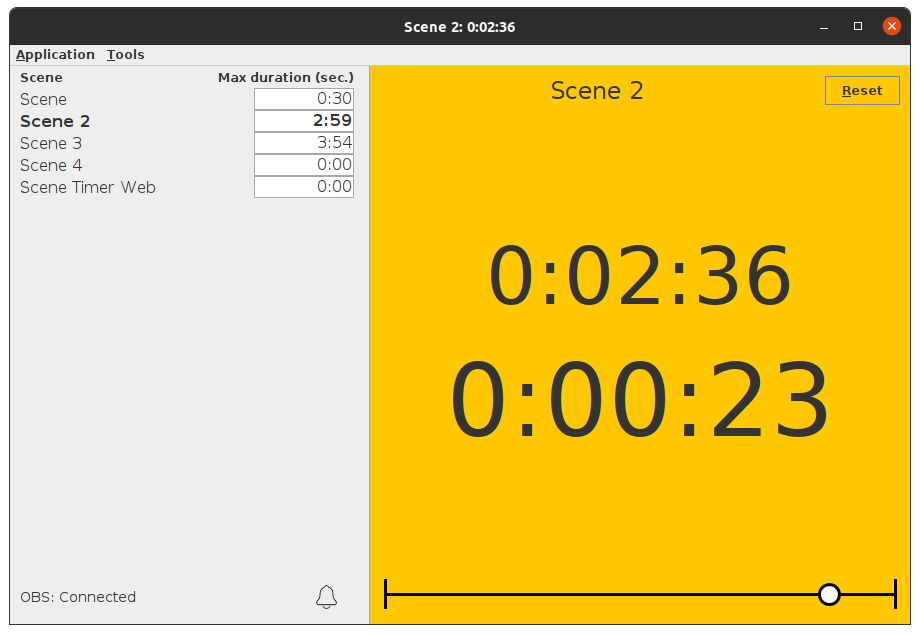 Scene 2: 0:02:36
Application Tools
Scene Max duration (sec.)
Scene 0:30
Scene 2 2:59
Scene 3 3:54
Scene 4 0:00
Scene Timer Web 0:00
OBS: Connected
Scene 2
Reset
0:02:36
0:00:23